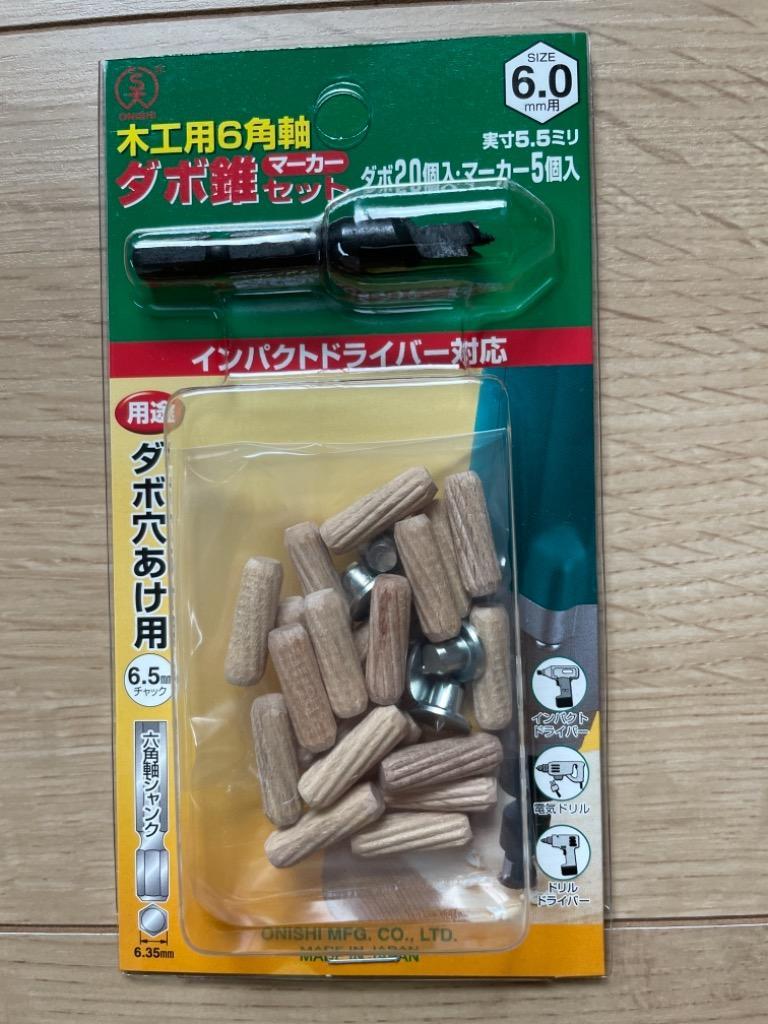 ONISHI
SIZE
6.0
mm用
木工用6角軸
ダボ錐マーカーセット
実寸5.5ミリ
ダボ20個入・マーカー5個入
インパクトドライバー対応
用途
ダボ穴あけ用
6.5mm
チャック
六角軸シャンク
6.35mm
インパクト
ドライバー
電気ドリル
ドリル
ドライバー
ONISHI MFG. CO., LTD.
MADE IN JAPAN